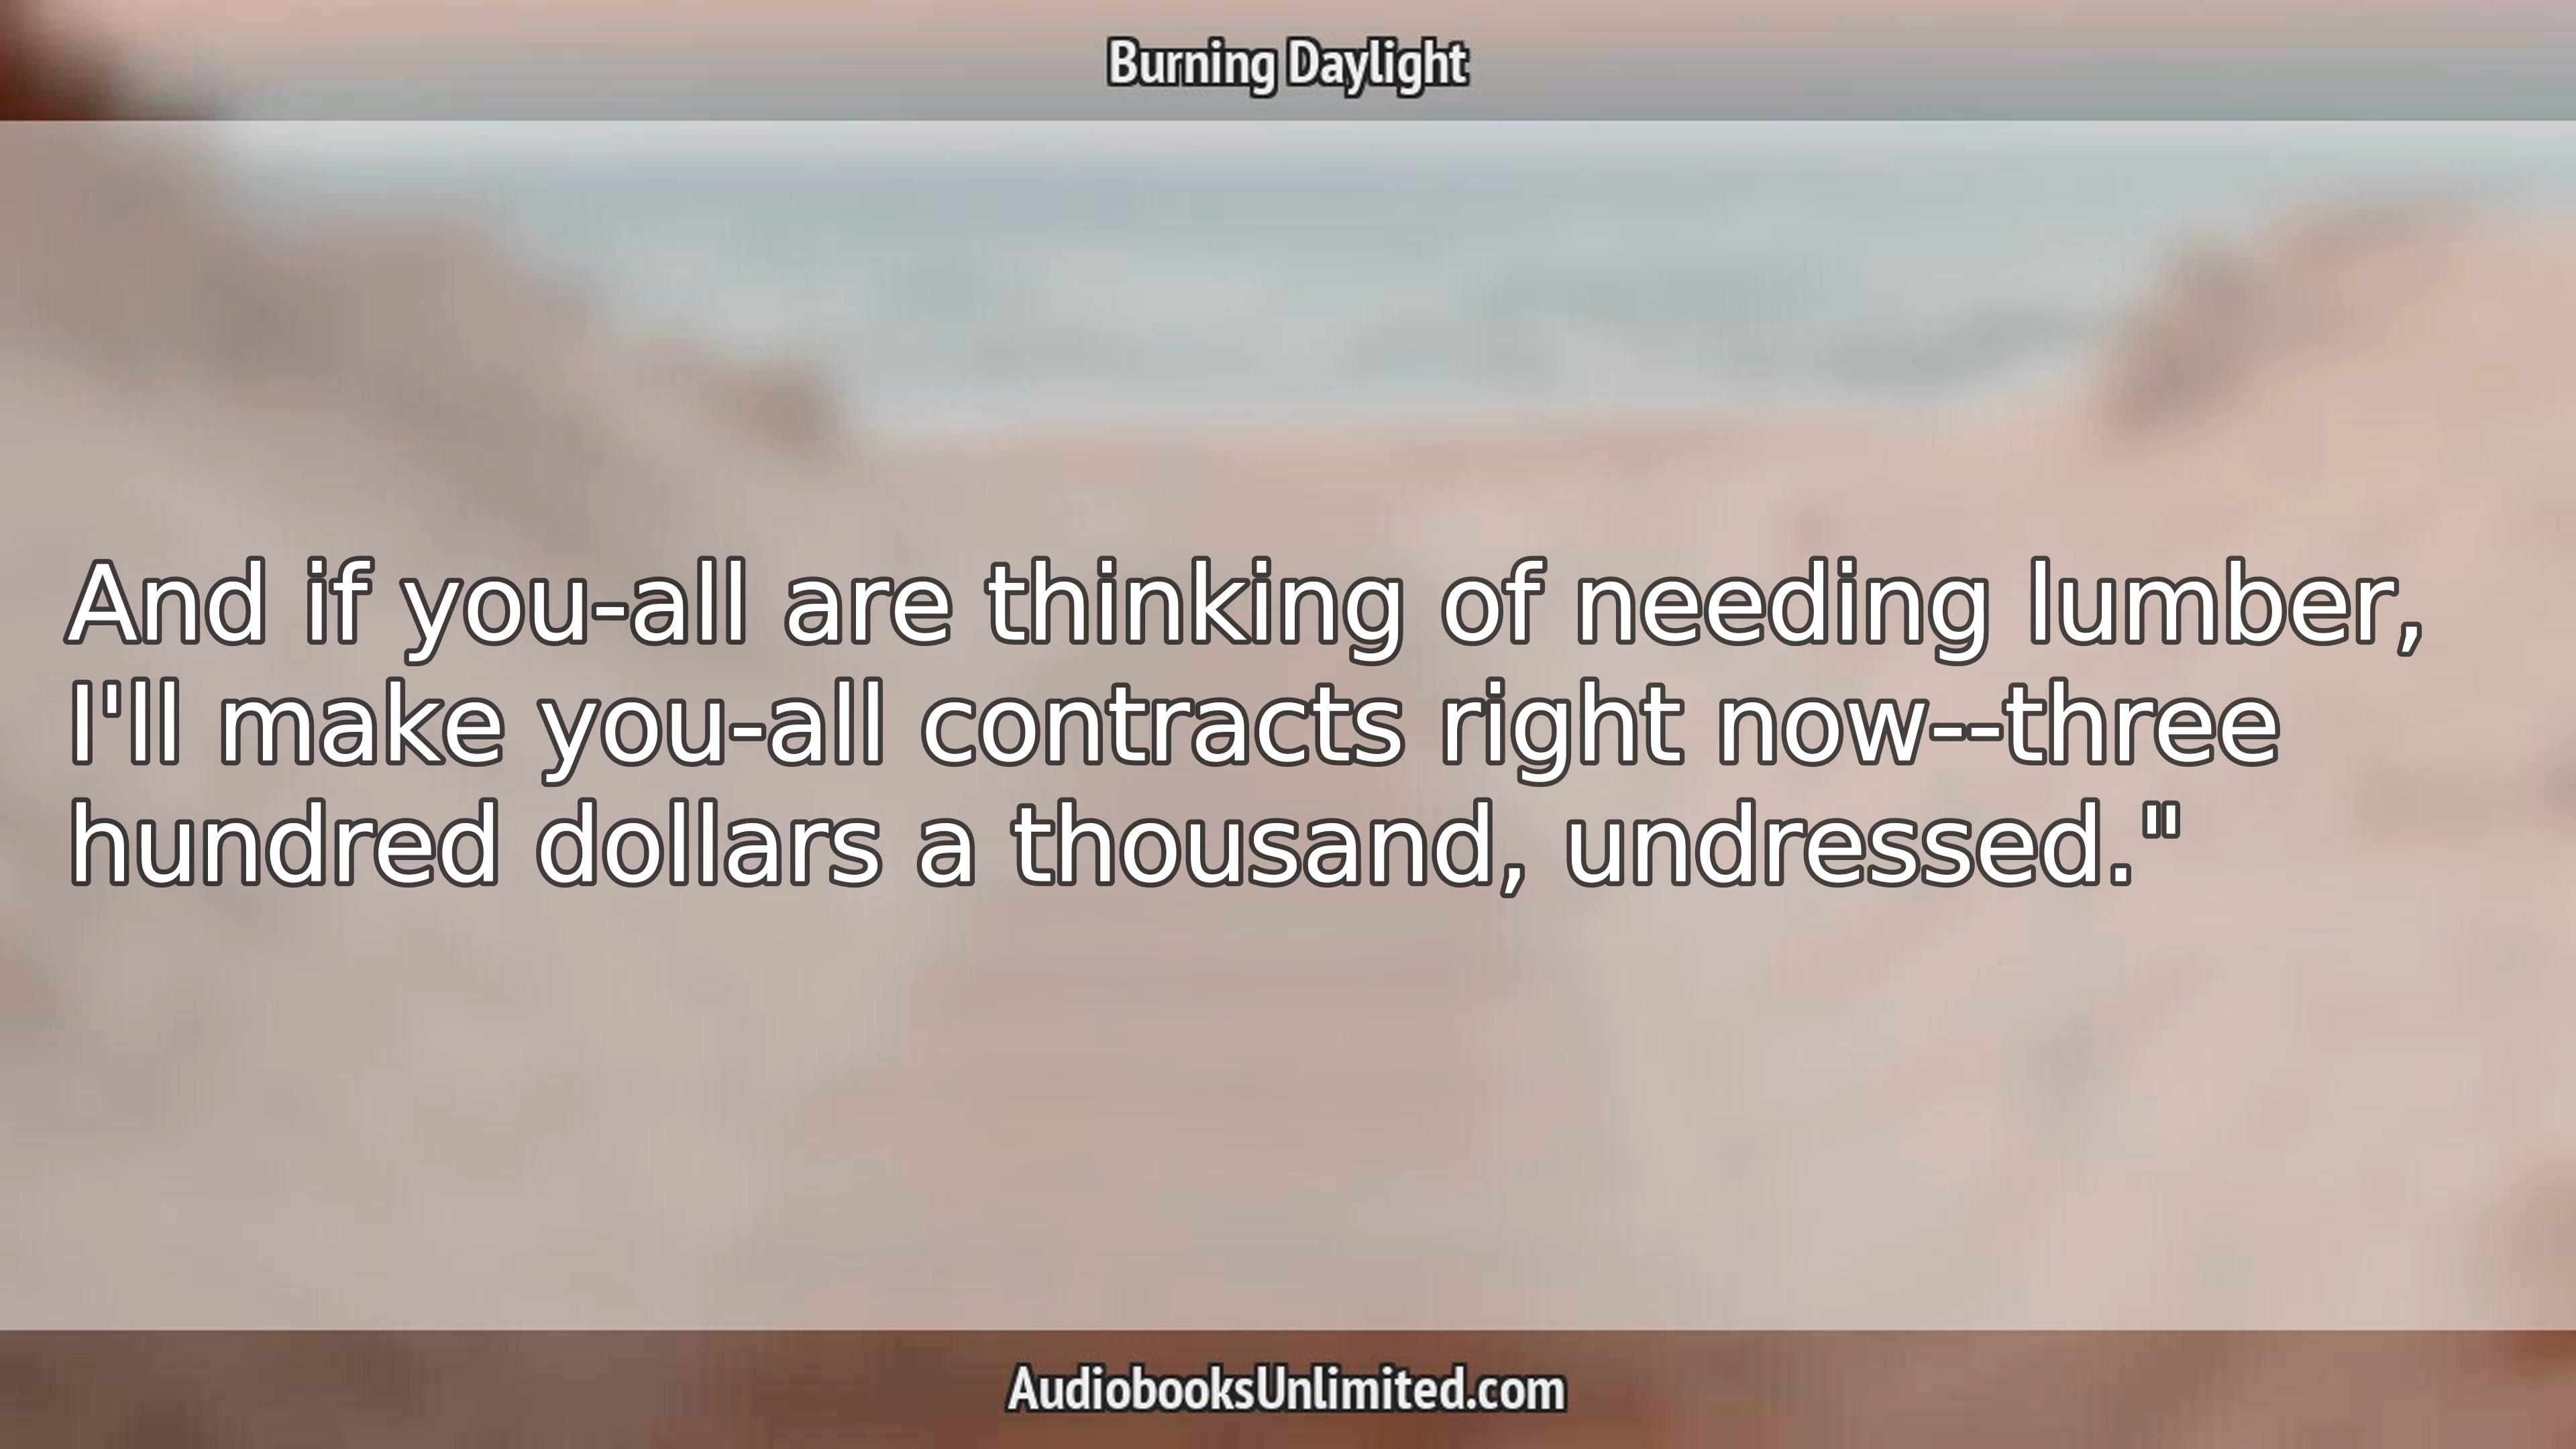 Burning Daylight
And if you-all are thinking of needing lumber,
I'll make you-all contracts right now--three
hundred dollars a thousand, undressed."
AudiobooksUnlimited.com